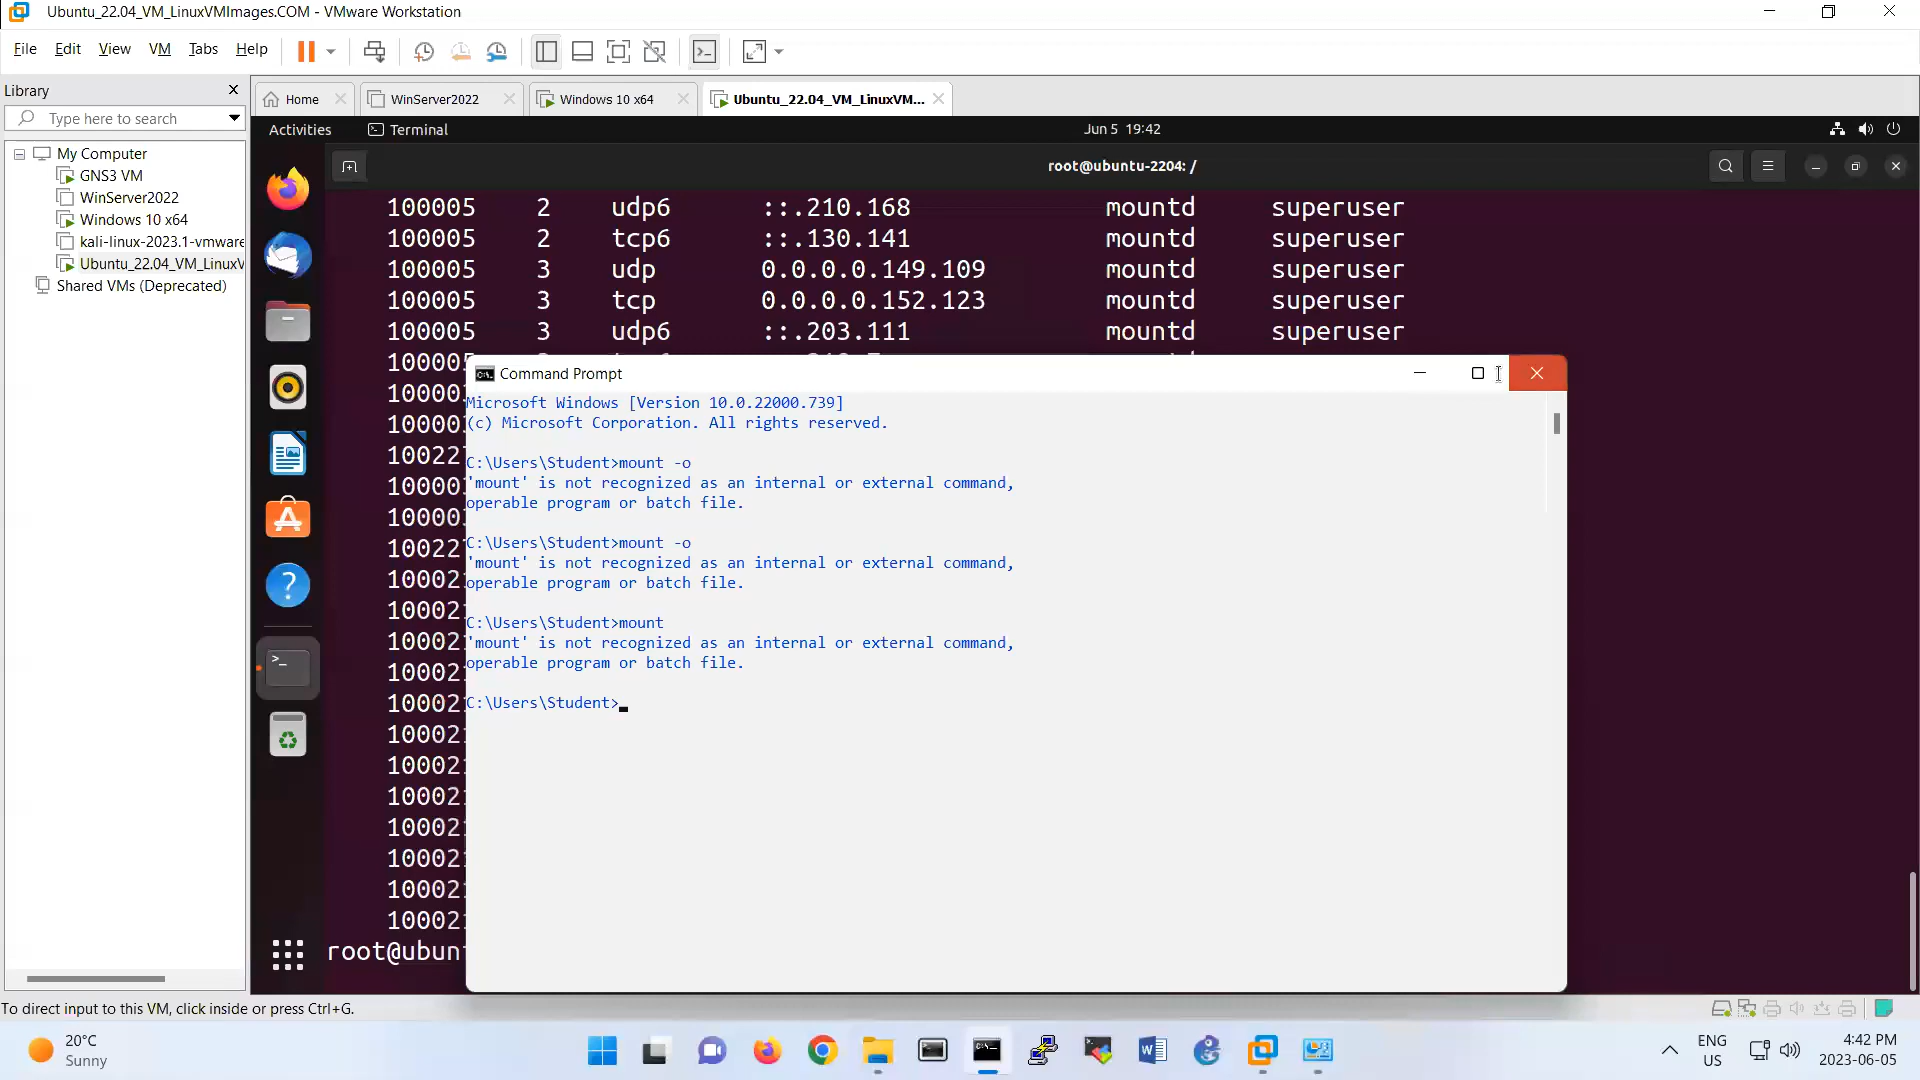 Ubuntu_22.04_VM_LinuxVMImages.COM - VMware Workstation
File Edit View VM Tabs Help
Library
Type here to search
My Computer
GNS3 VM
WinServer2022
Windows 10 x64
kali-linux-2023.1-vmware
Ubuntu_22.04_VM_LinuxV
Shared VMs (Deprecated)
Home WinServer2022 Windows 10 x64 Ubuntu_22.04_VM_LinuxVM...
Activities Terminal Jun 5 19:42
root@ubuntu-2204: /
100005 2 udp6 ::.210.168 mountd superuser
100005 2 tcp6 ::.130.141 mountd superuser
100005 3 udp 0.0.0.0.149.109 mountd superuser
100005 3 tcp 0.0.0.0.152.123 mountd superuser
100005 3 udp6 ::.203.111 mountd superuser
Command Prompt
Microsoft Windows [Version 10.0.22000.739]
(c) Microsoft Corporation. All rights reserved.
C:\Users\Student>mount -o
'mount' is not recognized as an internal or external command,
operable program or batch file.
C:\Users\Student>mount -o
'mount' is not recognized as an internal or external command,
operable program or batch file.
C:\Users\Student>mount
'mount' is not recognized as an internal or external command,
operable program or batch file.
C:\Users\Student>
root@ubun
To direct input to this VM, click inside or press Ctrl+G.
20°C
Sunny
ENG
US
4:42 PM
2023-06-05